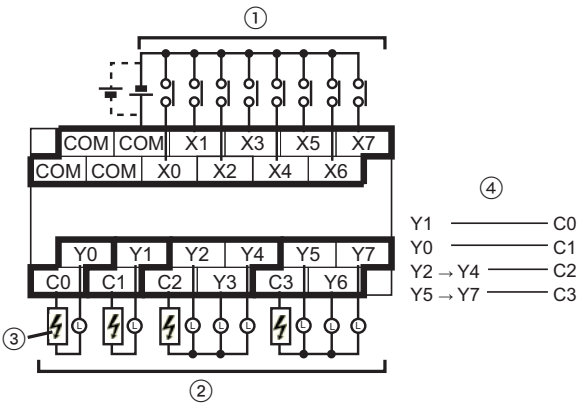 ①
COM COM X1 X3 X5 X7
COM COM X0 X2 X4 X6
④
Y1 C0
Y0 C1
Y2 → Y4 C2
Y5 → Y7 C3
Y0 Y1 Y2 Y4 Y5 Y7
C0 C1 C2 Y3 C3 Y6
L L L L L L L L
③
②